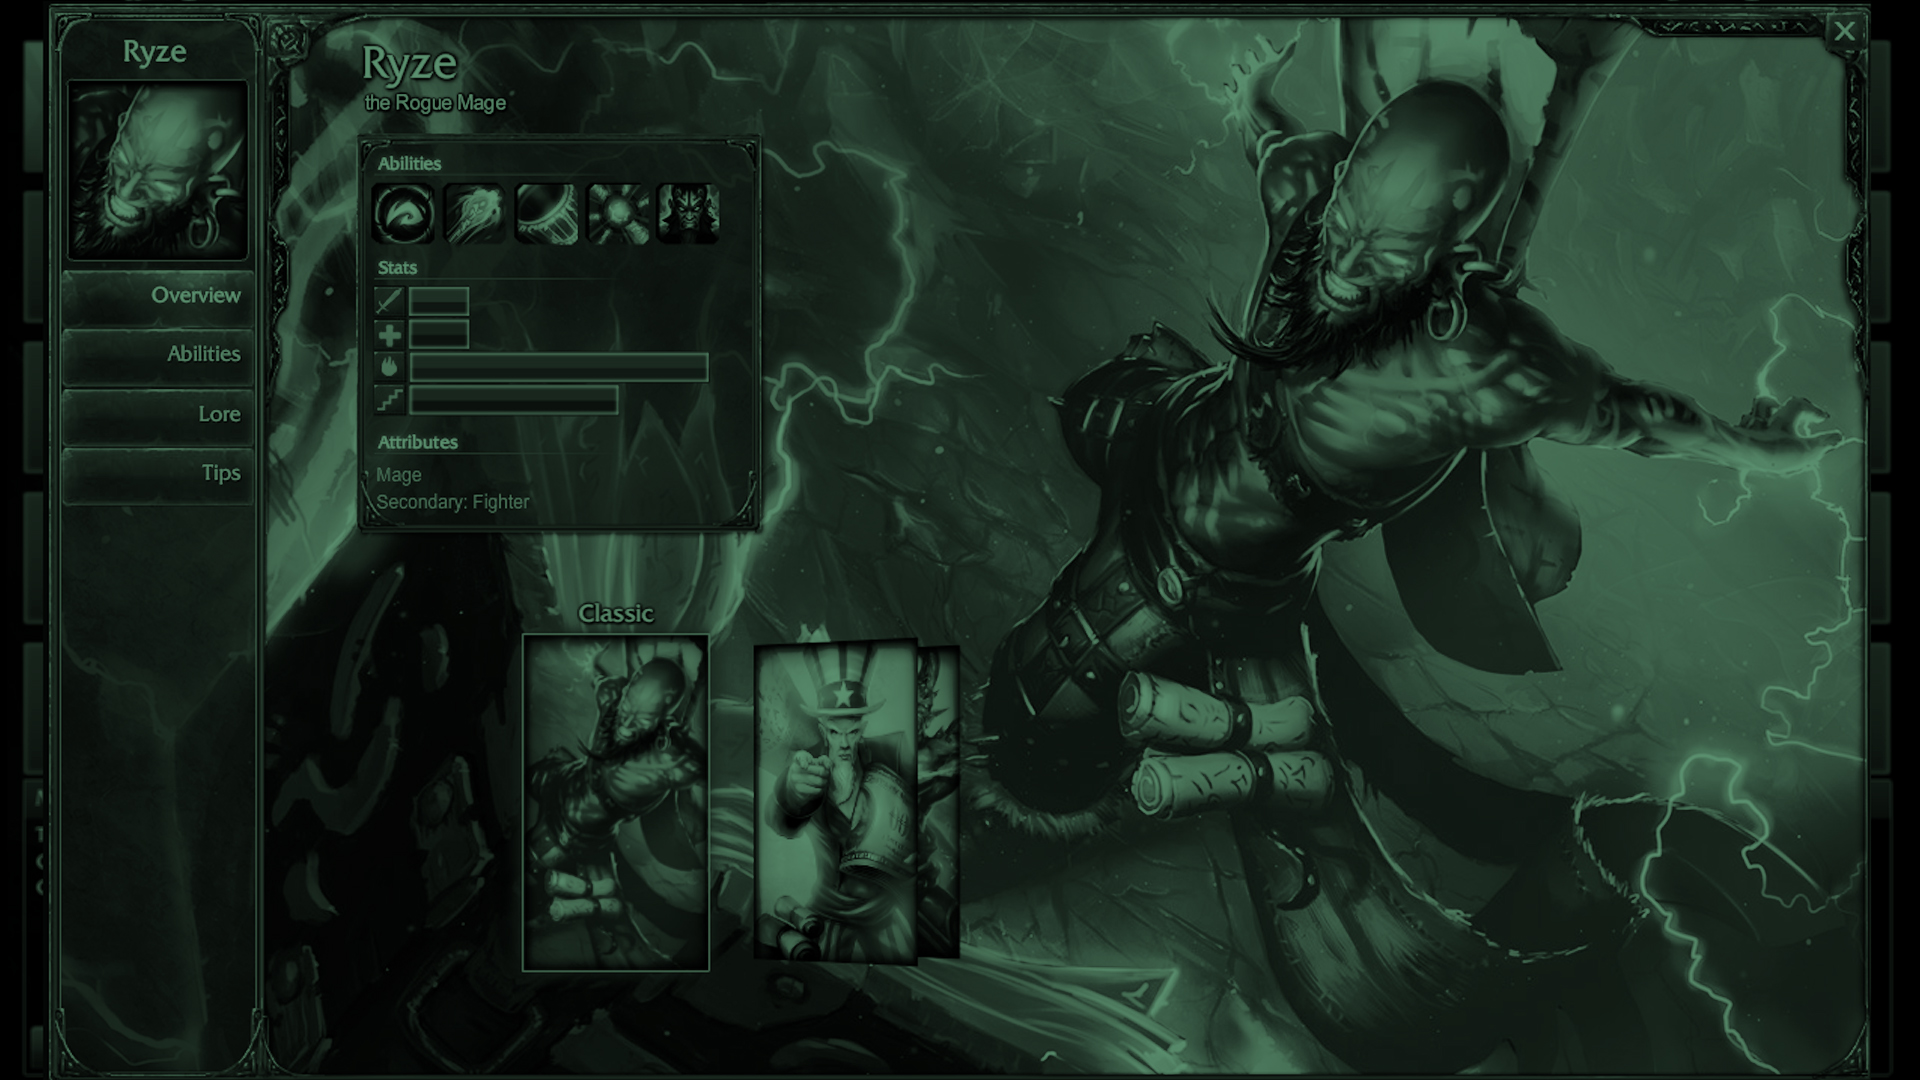 Ryze
Overview
Abilities
Lore
Tips
Ryze
the Rogue Mage
Abilities
Stats
Attributes
Mage
Secondary: Fighter
Classic